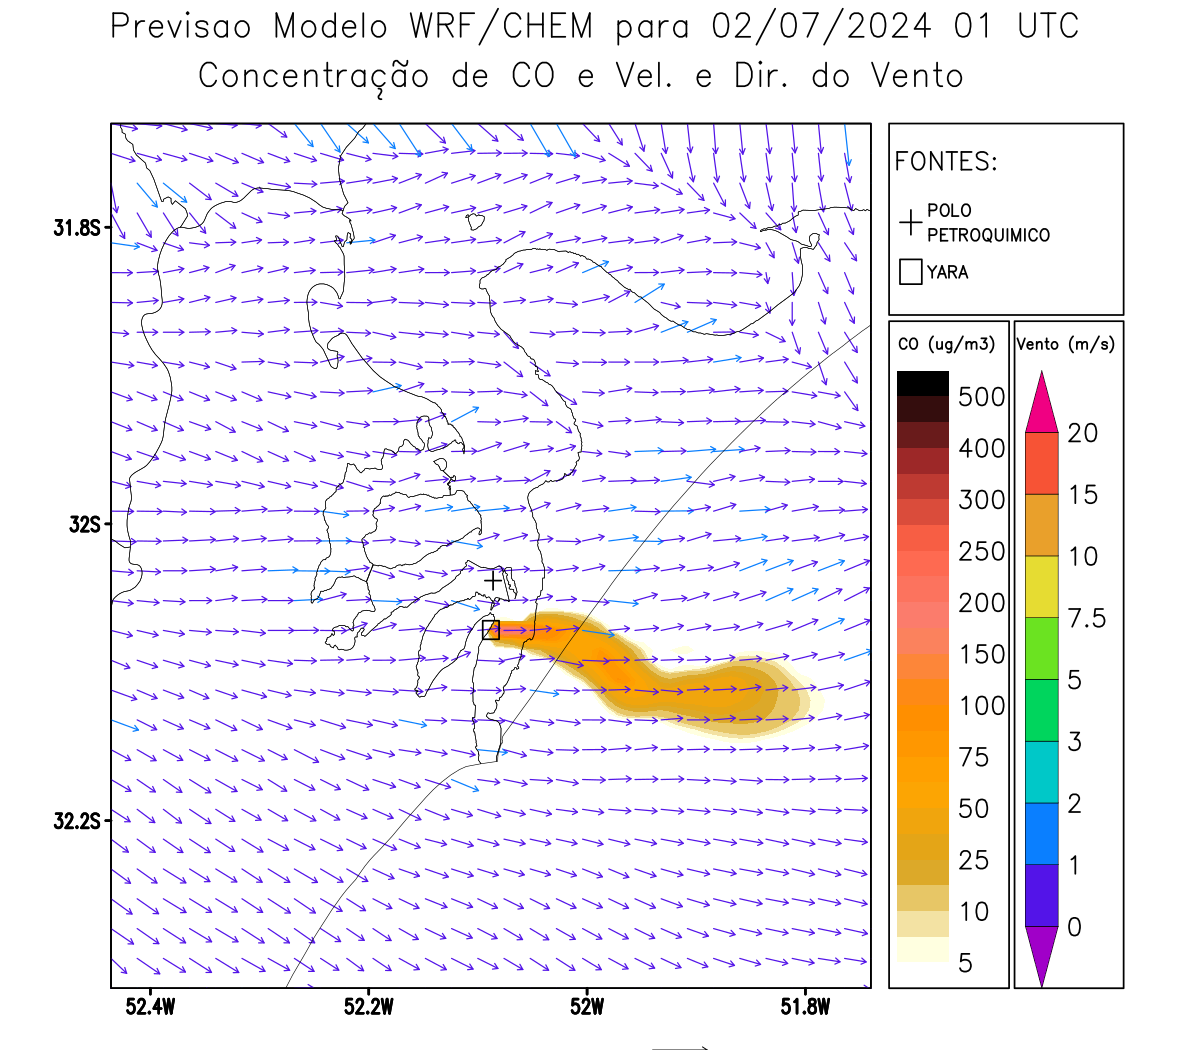 Previsao Modelo WRF/CHEM para 02/07/2024 01 UTC
Concentração de CO e Vel. e Dir. do Vento
FONTES:
POLO
PETROQUIMICO
YARA
31.8S
32S
32.2S
52.4W
52.2W
52W
51.8W
CO (ug/m3)
500
400
300
250
200
150
100
75
50
25
10
5
Vento (m/s)
20
15
10
7.5
5
3
2
1
0